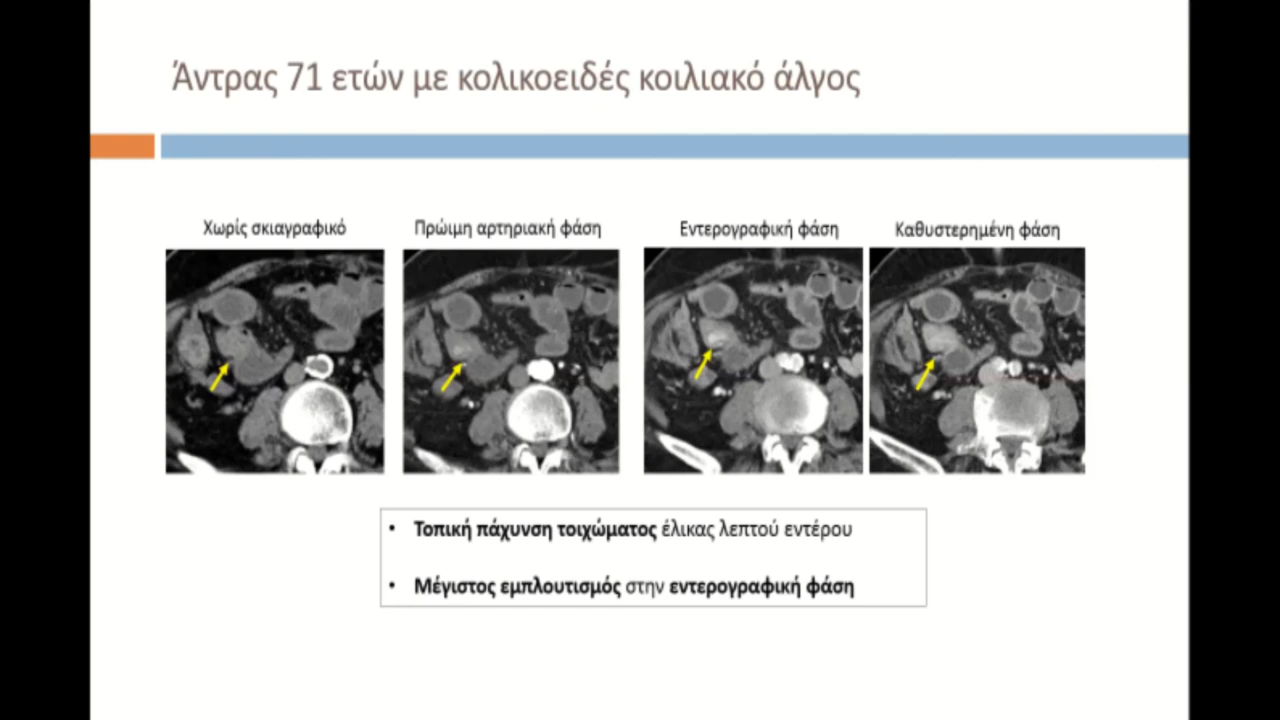 Άντρας 71 ετών με κολικοειδές κοιλιακό άλγος
Χωρίς σκιαγραφικό
Πρώιμη αρτηριακή φάση
Εντερογραφική φάση
Καθυστερημένη φάση
• Τοπική πάχυνση τοιχώματος έλικας λεπτού εντέρου
• Μέγιστος εμπλουτισμός στην εντερογραφική φάση